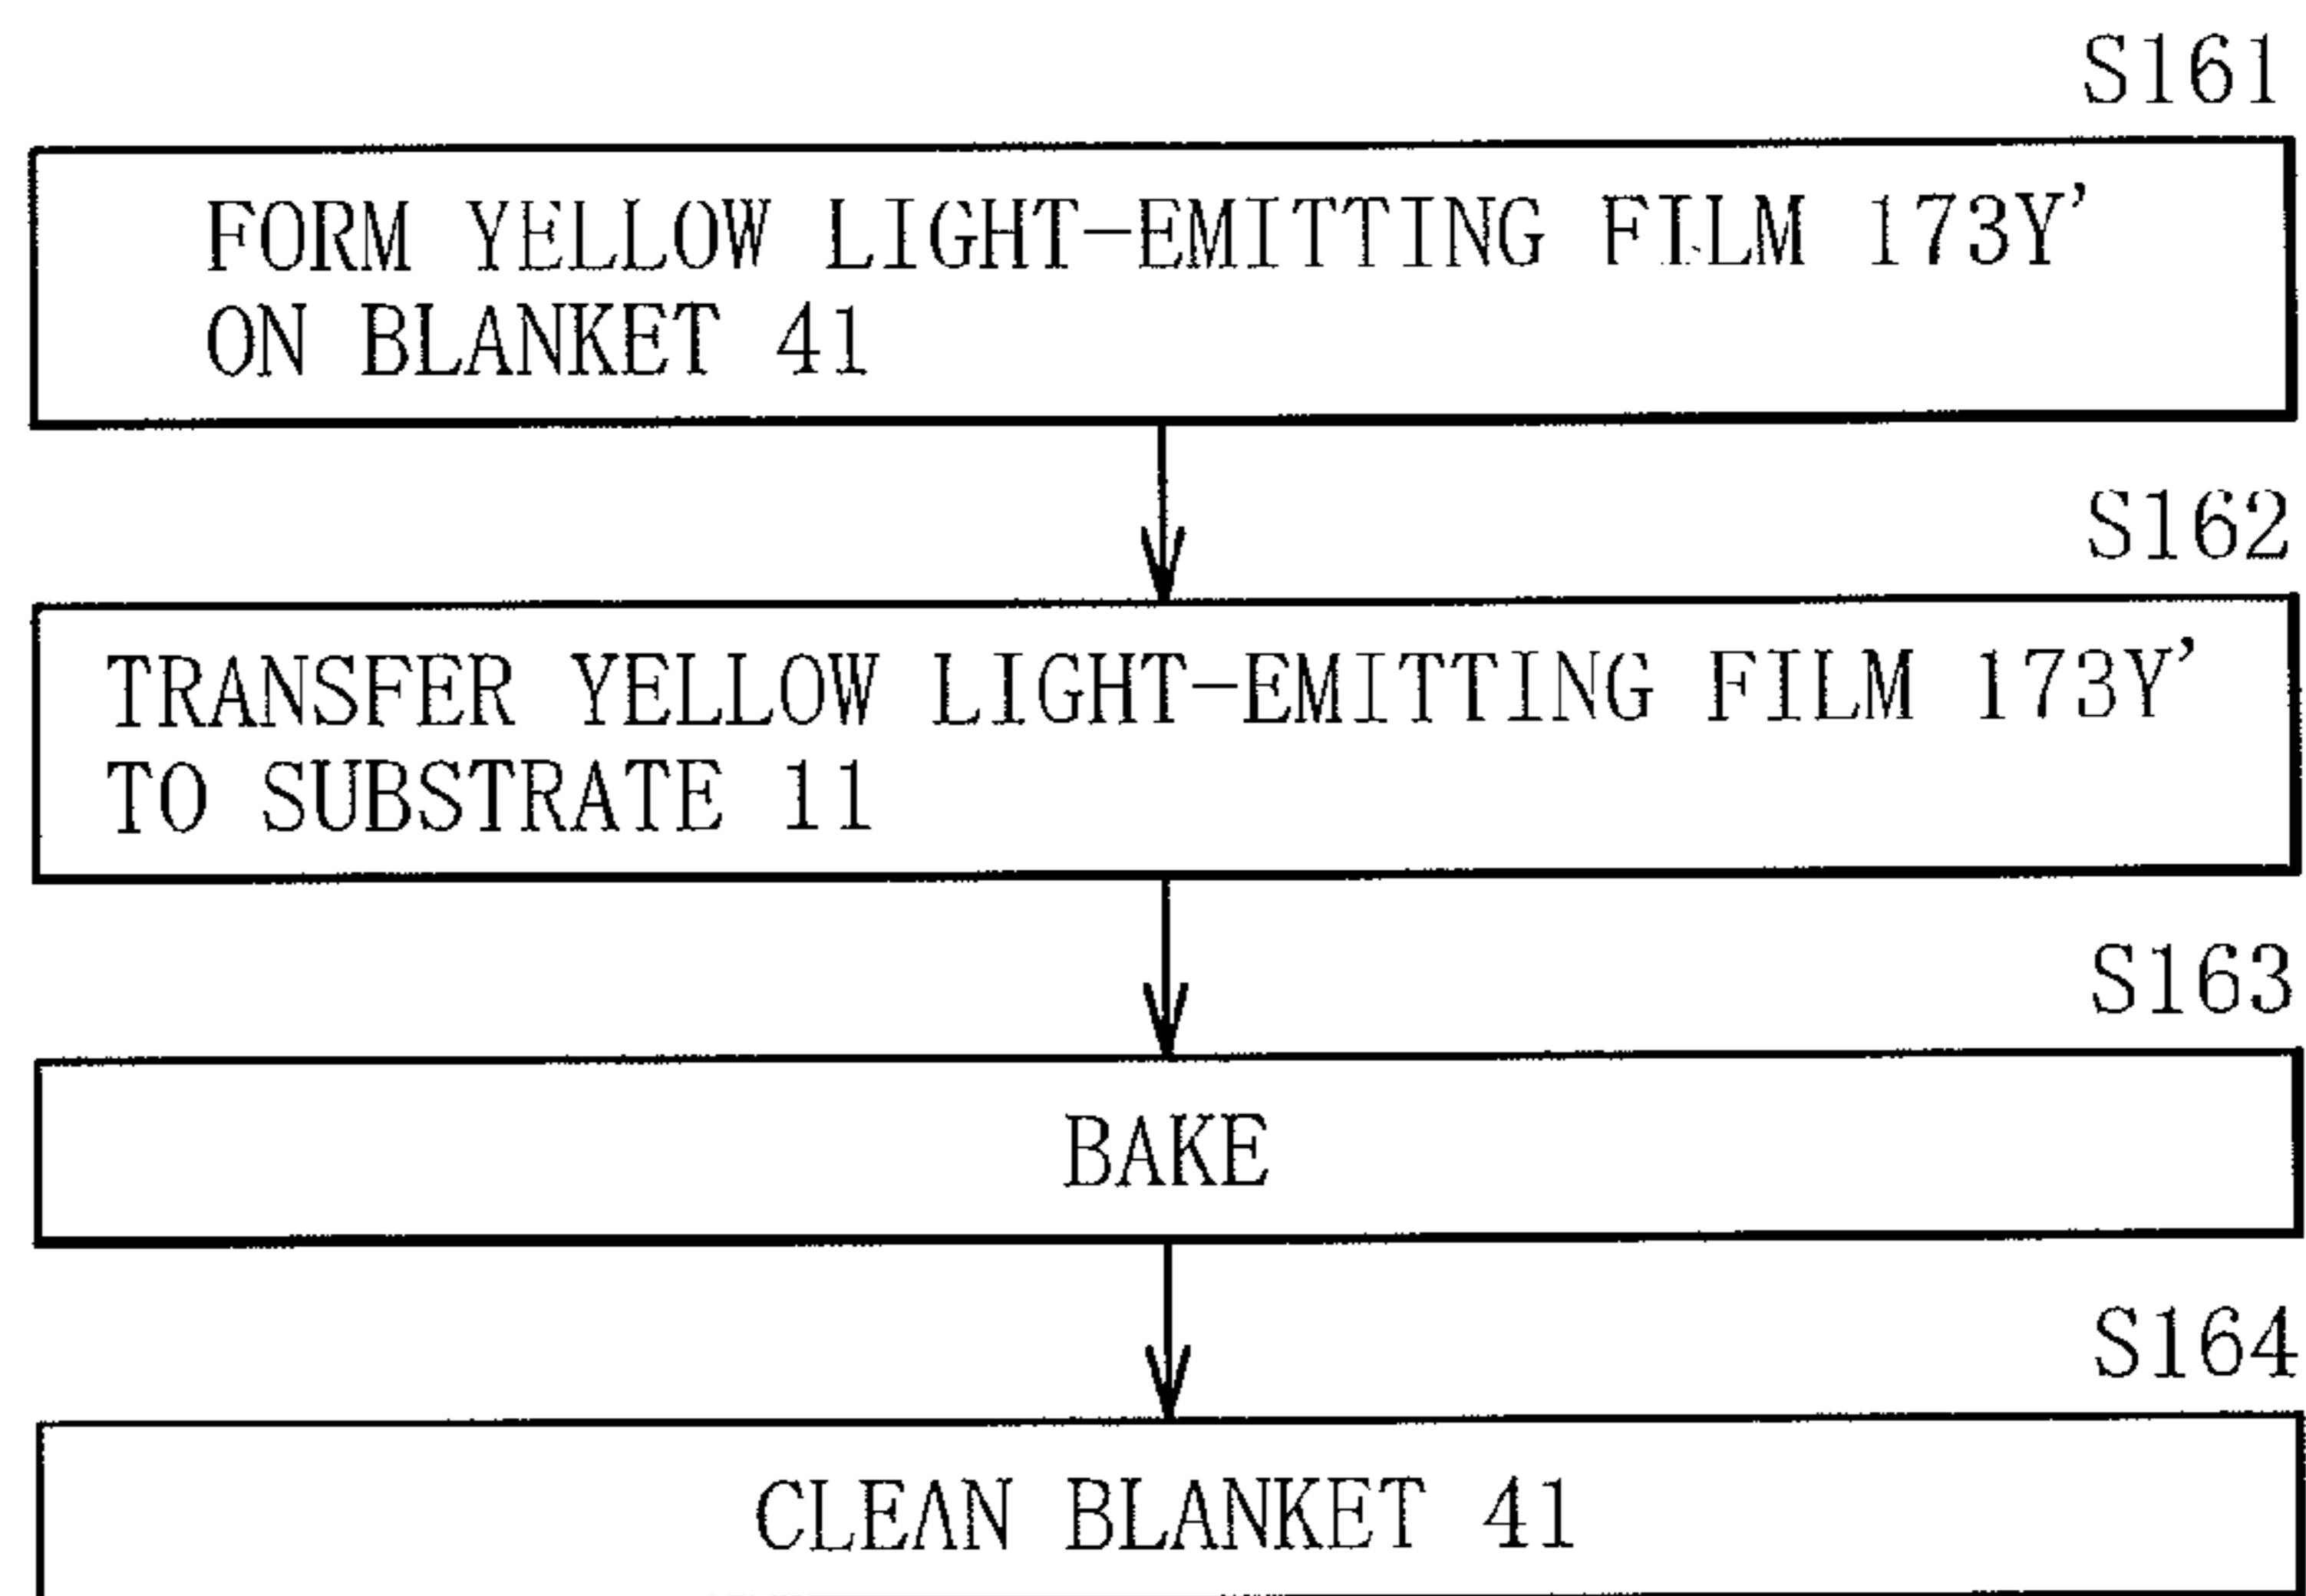 S161
FORM YELLOW LIGHT-EMITTING FILM 173Y'
ON BLANKET 41
S162
TRANSFER YELLOW LIGHT-EMITTING FILM 173Y'
TO SUBSTRATE 11
S163
BAKE
S164
CLEAN BLANKET 41